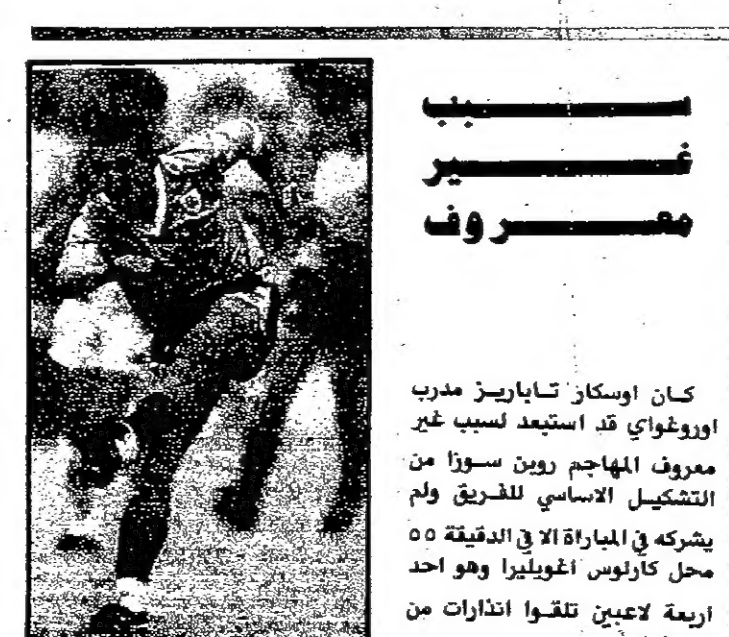 سبب
غير
معروف
كان اوسكار تاباريز مدرب
اوروغواي قد استبعد لسبب غير
معروف المهاجم روبن سوزا من
التشكيل الاساسي للفريق ولم
يشركه في المباراة الا في الدقيقة ٥٥
محل كارلوس اغويليرا وهو احد
اربعة لاعبين تلقوا انذارات من